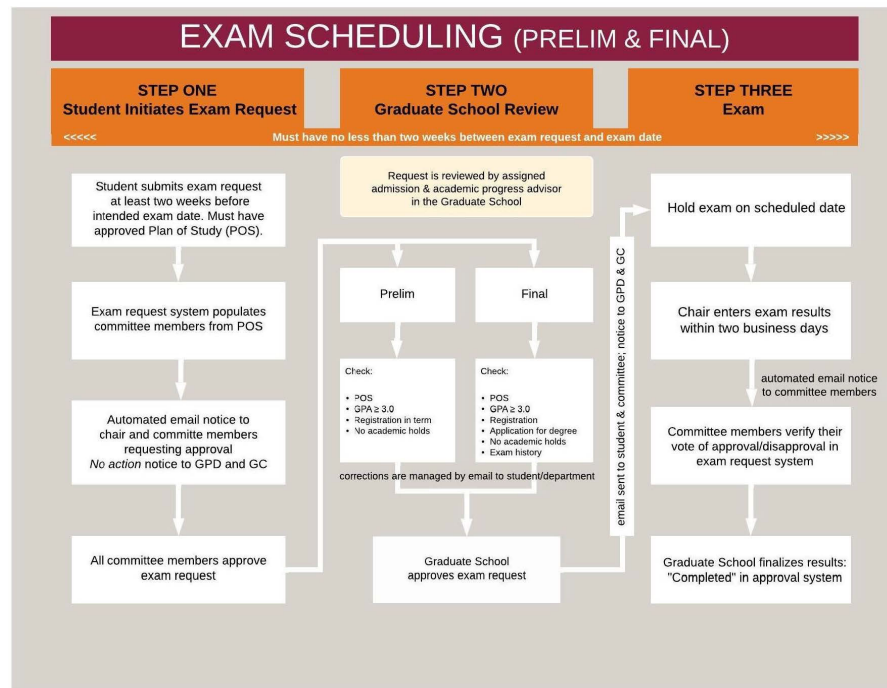 EXAM SCHEDULING (PRELIM & FINAL)
STEP ONE
Student Initiates Exam Request
STEP TWO
Graduate School Review
STEP THREE
Exam
<<<<< Must have no less than two weeks between exam request and exam date >>>>>
Student submits exam request
at least two weeks before
intended exam date. Must have
approved Plan of Study (POS).
Exam request system populates
committee members from POS
Automated email notice to
chair and committe members
requesting approval
No action notice to GPD and GC
All committee members approve
exam request
Request is reviewed by assigned
admission & academic progress advisor
in the Graduate School
Prelim
Check:
• POS
• GPA ≥ 3.0
• Registration in term
• No academic holds
Final
Check:
• POS
• GPA ≥ 3.0
• Registration
• Application for degree
• No academic holds
• Exam history
corrections are managed by email to student/department
Graduate School
approves exam request
email sent to student & committee; notice to GPD & GC
Hold exam on scheduled date
Chair enters exam results
within two business days
automated email notice
to committee members
Committee members verify their
vote of approval/disapproval in
exam request system
Graduate School finalizes results:
"Completed" in approval system